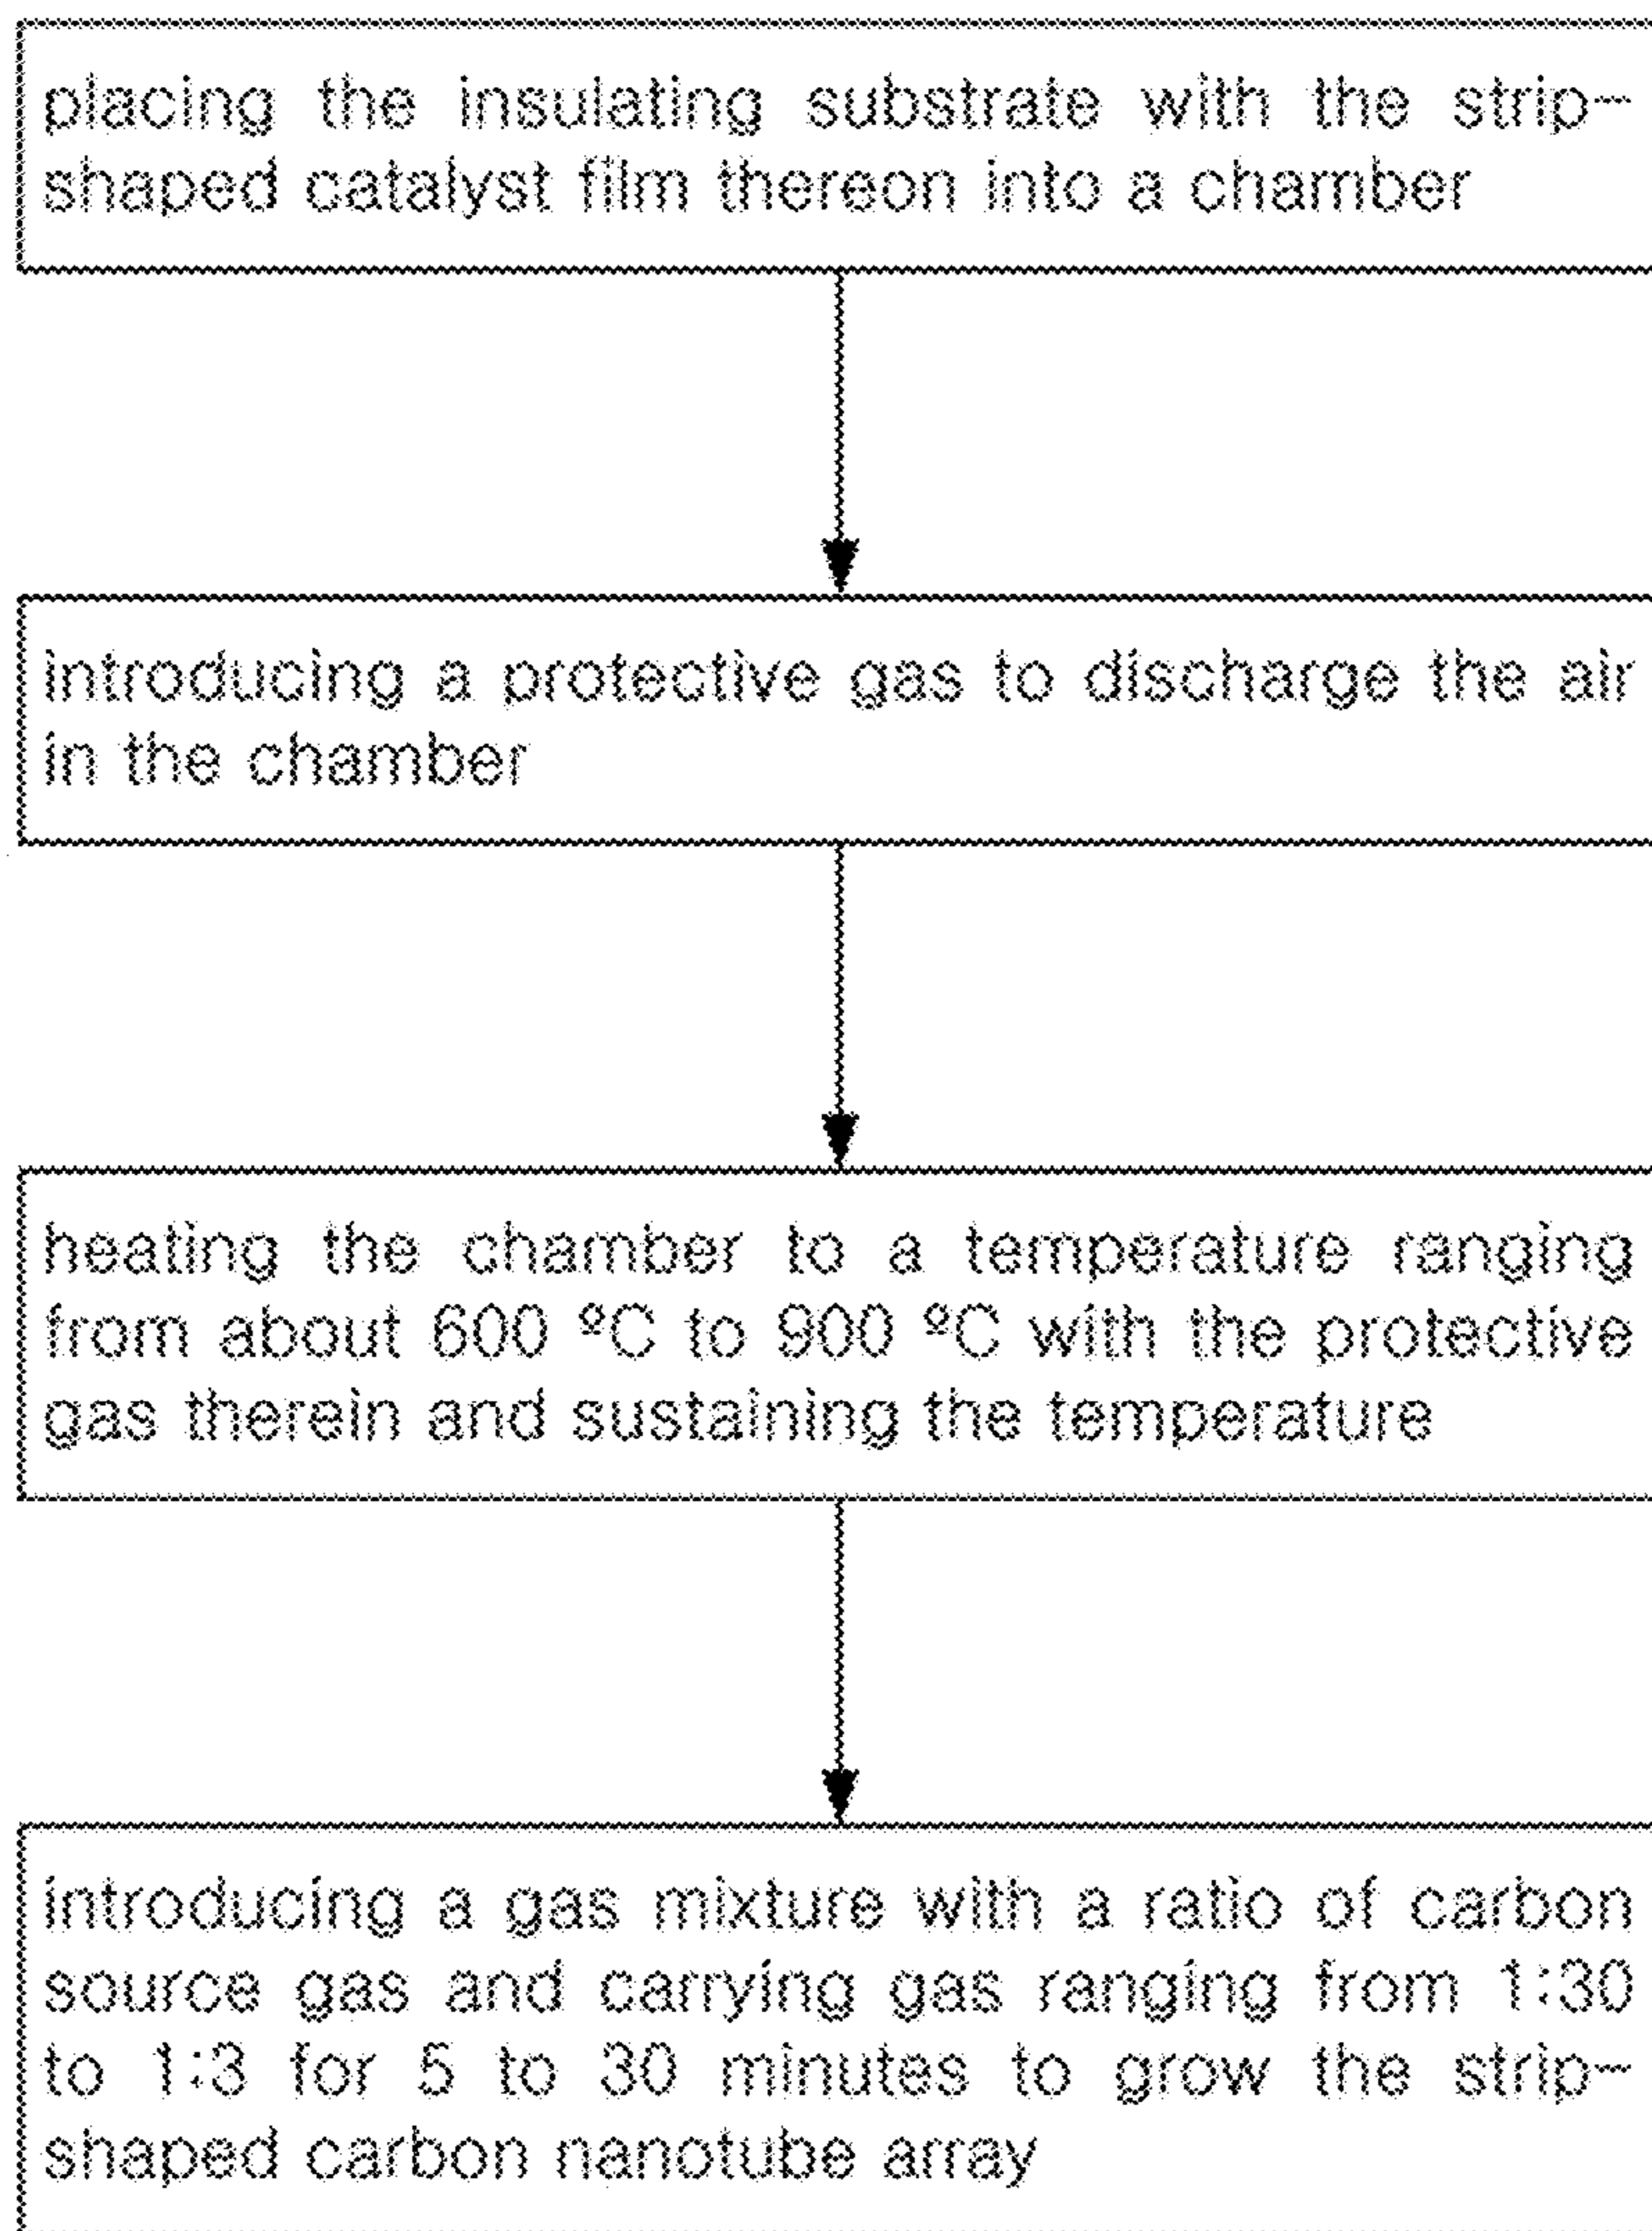 placing the insulating substrate with the strip-
shaped catalyst film thereon into a chamber
introducing a protective gas to discharge the air
in the chamber
heating the chamber to a temperature ranging
from about 600 ºC to 900 ºC with the protective
gas therein and sustaining the temperature
introducing a gas mixture with a ratio of carbon
source gas and carrying gas ranging from 1:30
to 1:3 for 5 to 30 minutes to grow the strip-
shaped carbon nanotube array